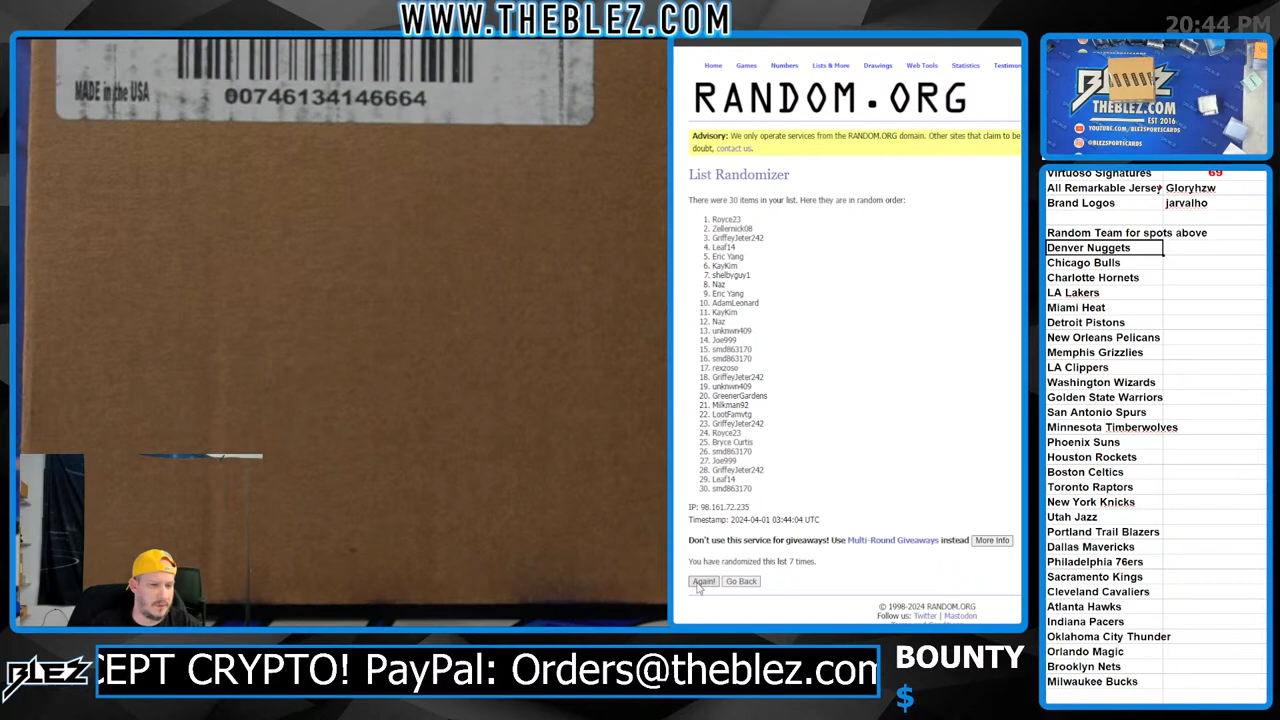 WWW.THEBLEZ.COM
20:44 PM
MADE in the USA
00746134146664
Home Games Numbers Lists & More Drawings Web Tools Statistics Testimon
RANDOM.ORG
Advisory: We only operate services from the RANDOM.ORG domain. Other sites that claim to be
doubt, contact us.
List Randomizer
There were 30 items in your list. Here they are in random order:
1. Royce23
2. Zellernick08
3. GriffeyJeter242
4. Leaf14
5. Eric Yang
6. KayKim
7. shelbyguy1
8. Naz
9. Eric Yang
10. AdamLeonard
11. KayKim
12. Naz
13. unknwn409
14. Joe999
15. smd863170
16. smd863170
17. rexzoso
18. GriffeyJeter242
19. unknwn409
20. GreenerGardens
21. Milkman92
22. LootFamvtg
23. GriffeyJeter242
24. Royce23
25. Bryce Curtis
26. smd863170
27. Joe999
28. GriffeyJeter242
29. Leaf14
30. smd863170
IP: 98.161.72.235
Timestamp: 2024-04-01 03:44:04 UTC
Don't use this service for giveaways! Use Multi-Round Giveaways instead More Info
You have randomized this list 7 times.
Again! Go Back
© 1998-2024 RANDOM.ORG
Follow us: Twitter | Mastodon
BLEZ
THEBLEZ.COM
EST 2016
YOUTUBE.COM/BLEZSPORTSCARDS
@BLEZSPORTSCARDS
Virtuoso Signatures 69
All Remarkable Jersey Gloryhzw
Brand Logos jarvalho
Random Team for spots above
Denver Nuggets
Chicago Bulls
Charlotte Hornets
LA Lakers
Miami Heat
Detroit Pistons
New Orleans Pelicans
Memphis Grizzlies
LA Clippers
Washington Wizards
Golden State Warriors
San Antonio Spurs
Minnesota Timberwolves
Phoenix Suns
Houston Rockets
Boston Celtics
Toronto Raptors
New York Knicks
Utah Jazz
Portland Trail Blazers
Dallas Mavericks
Philadelphia 76ers
Sacramento Kings
Cleveland Cavaliers
Atlanta Hawks
Indiana Pacers
Oklahoma City Thunder
Orlando Magic
Brooklyn Nets
Milwaukee Bucks
BLEZ
CEPT CRYPTO! PayPal: Orders@theblez.com
BOUNTY
$